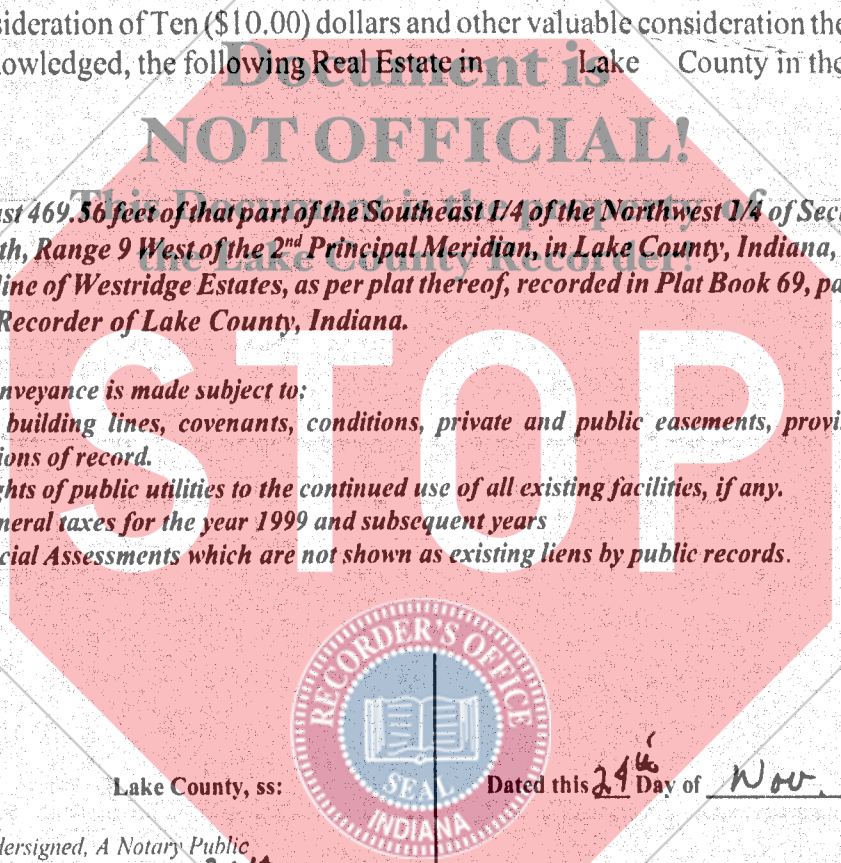 sideration of Ten ($10.00) dollars and other valuable consideration the
nowledged, the following Real Estate in Lake County in the
Document is
NOT OFFICIAL!
This Document is the property of
the Lake County Recorder!
ast 469.56 feet of that part of the Southeast 1/4 of the Northwest 1/4 of Sec
th, Range 9 West of the 2nd Principal Meridian, in Lake County, Indiana,
line of Westridge Estates, as per plat thereof, recorded in Plat Book 69, pa
Recorder of Lake County, Indiana.
STOP
nveyance is made subject to:
building lines, covenants, conditions, private and public easements, provi
ions of record.
ghts of public utilities to the continued use of all existing facilities, if any.
neral taxes for the year 1999 and subsequent years
cial Assessments which are not shown as existing liens by public records.
RECORDER'S OFFICE
SEAL
INDIANA
Lake County, ss: Dated this 24th Day of Nov.
dersigned, A Notary Public